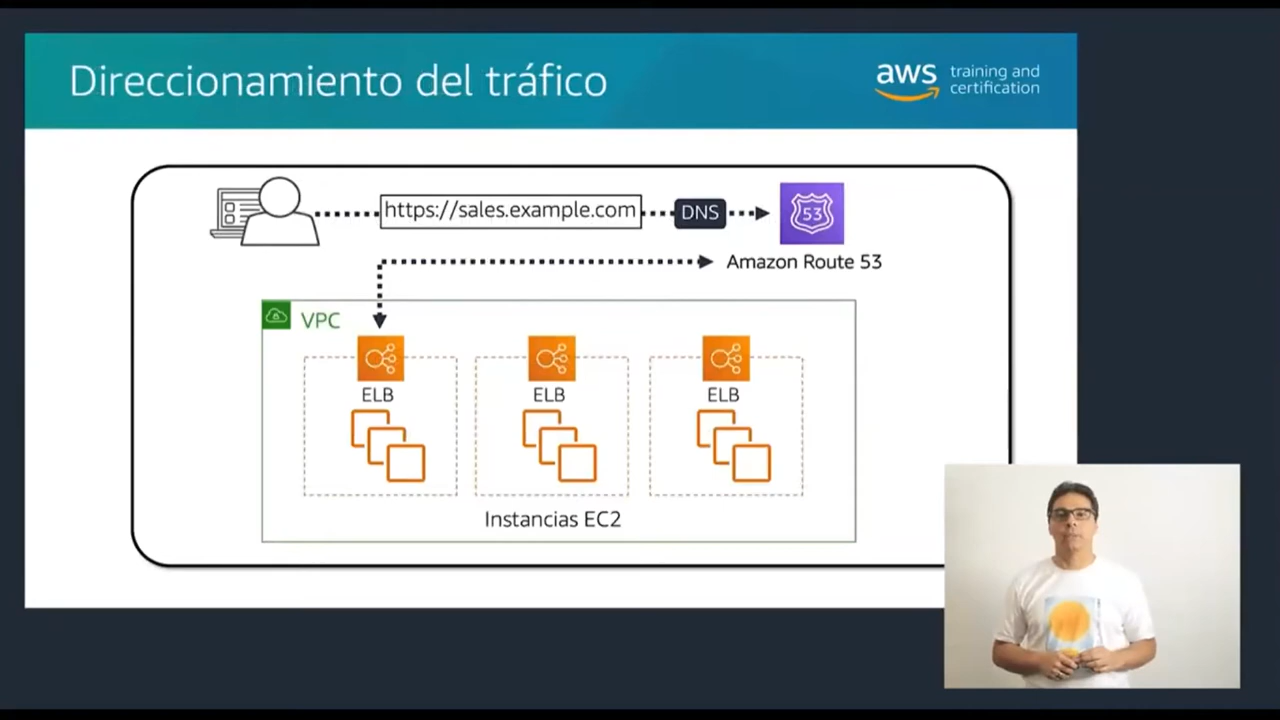 Direccionamiento del tráfico
aws training and
certification
https://sales.example.com
DNS
53
Amazon Route 53
VPC
ELB
ELB
ELB
Instancias EC2